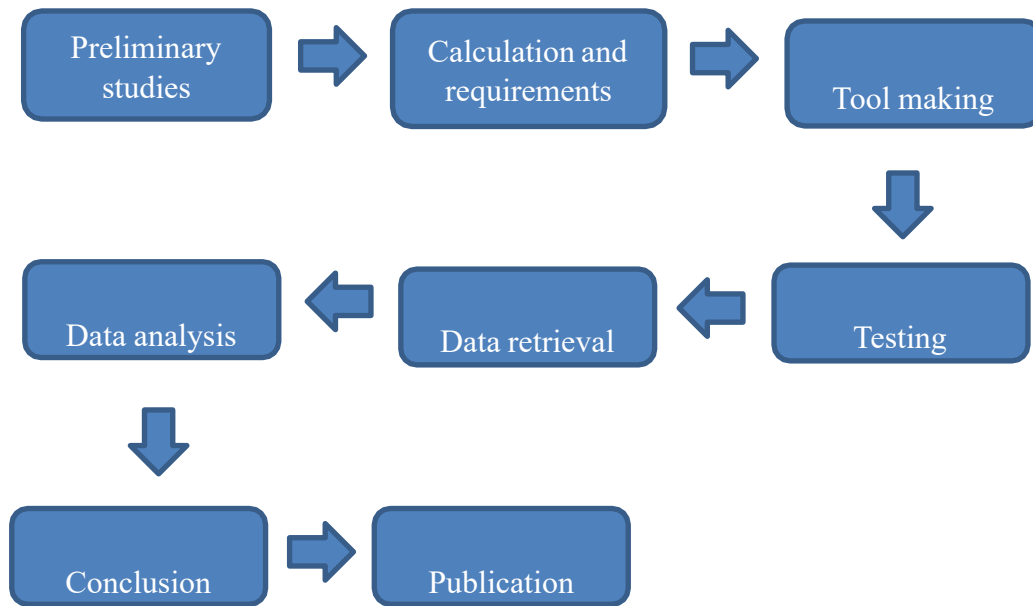 Preliminary
studies
Calculation and
requirements
Tool making
Testing
Data retrieval
Data analysis
Conclusion
Publication